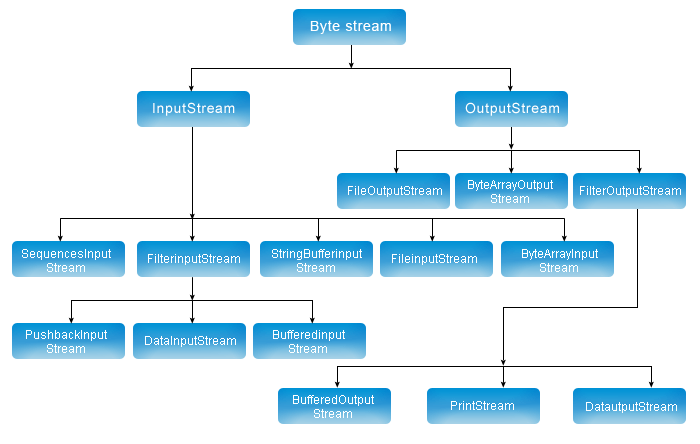 Byte stream
InputStream
OutputStream
FileOutputStream
ByteArrayOutput
Stream
FilterOutputStream
SequencesInput
Stream
FilterinputStream
StringBufferinput
Stream
FileinputStream
ByteArrayInput
Stream
PushbackInput
Stream
DataInputStream
Bufferedinput
Stream
BufferedOutput
Stream
PrintStream
DatautputStream